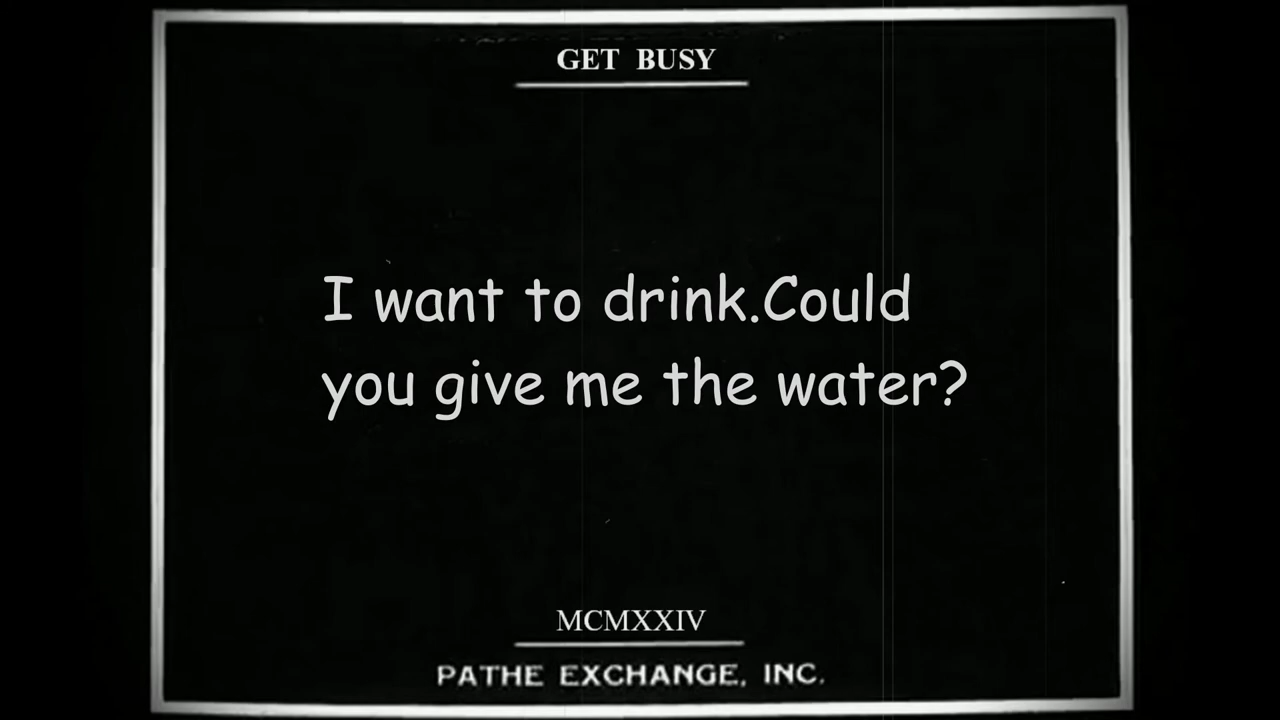 GET BUSY
I want to drink.Could
you give me the water?
MCMXXIV
PATHE EXCHANGE, INC.